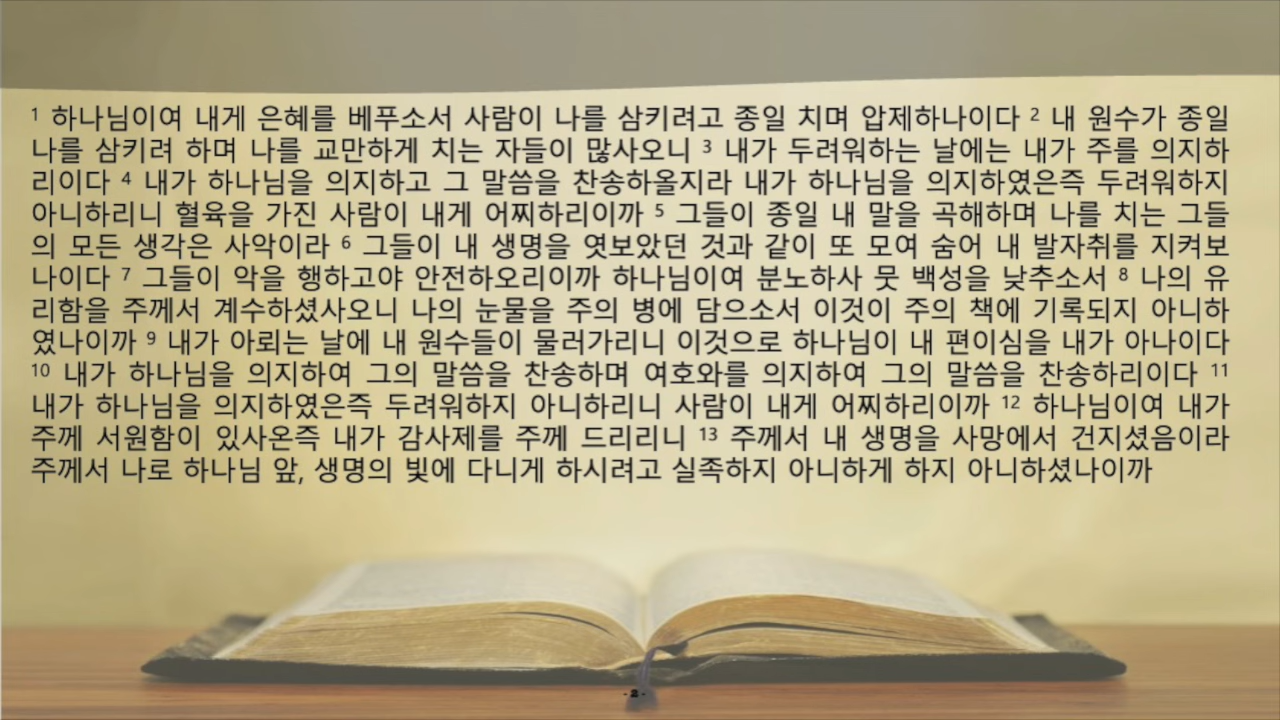 1 하나님이여 내게 은혜를 베푸소서 사람이 나를 삼키려고 종일 치며 압제하나이다 2 내 원수가 종일
나를 삼키려 하며 나를 교만하게 치는 자들이 많사오니 3 내가 두려워하는 날에는 내가 주를 의지하
리이다 4 내가 하나님을 의지하고 그 말씀을 찬송하올지라 내가 하나님을 의지하였은즉 두려워하지
아니하리니 혈육을 가진 사람이 내게 어찌하리이까 5 그들이 종일 내 말을 곡해하며 나를 치는 그들
의 모든 생각은 사악이라 6 그들이 내 생명을 엿보았던 것과 같이 또 모여 숨어 내 발자취를 지켜보
나이다 7 그들이 악을 행하고야 안전하오리이까 하나님이여 분노하사 뭇 백성을 낮추소서 8 나의 유
리함을 주께서 계수하셨사오니 나의 눈물을 주의 병에 담으소서 이것이 주의 책에 기록되지 아니하
였나이까 9 내가 아뢰는 날에 내 원수들이 물러가리니 이것으로 하나님이 내 편이심을 내가 아나이다
10 내가 하나님을 의지하여 그의 말씀을 찬송하며 여호와를 의지하여 그의 말씀을 찬송하리이다 11
내가 하나님을 의지하였은즉 두려워하지 아니하리니 사람이 내게 어찌하리이까 12 하나님이여 내가
주께 서원함이 있사온즉 내가 감사제를 주께 드리리니 13 주께서 내 생명을 사망에서 건지셨음이라
주께서 나로 하나님 앞, 생명의 빛에 다니게 하시려고 실족하지 아니하게 하지 아니하셨나이까
- 2 -